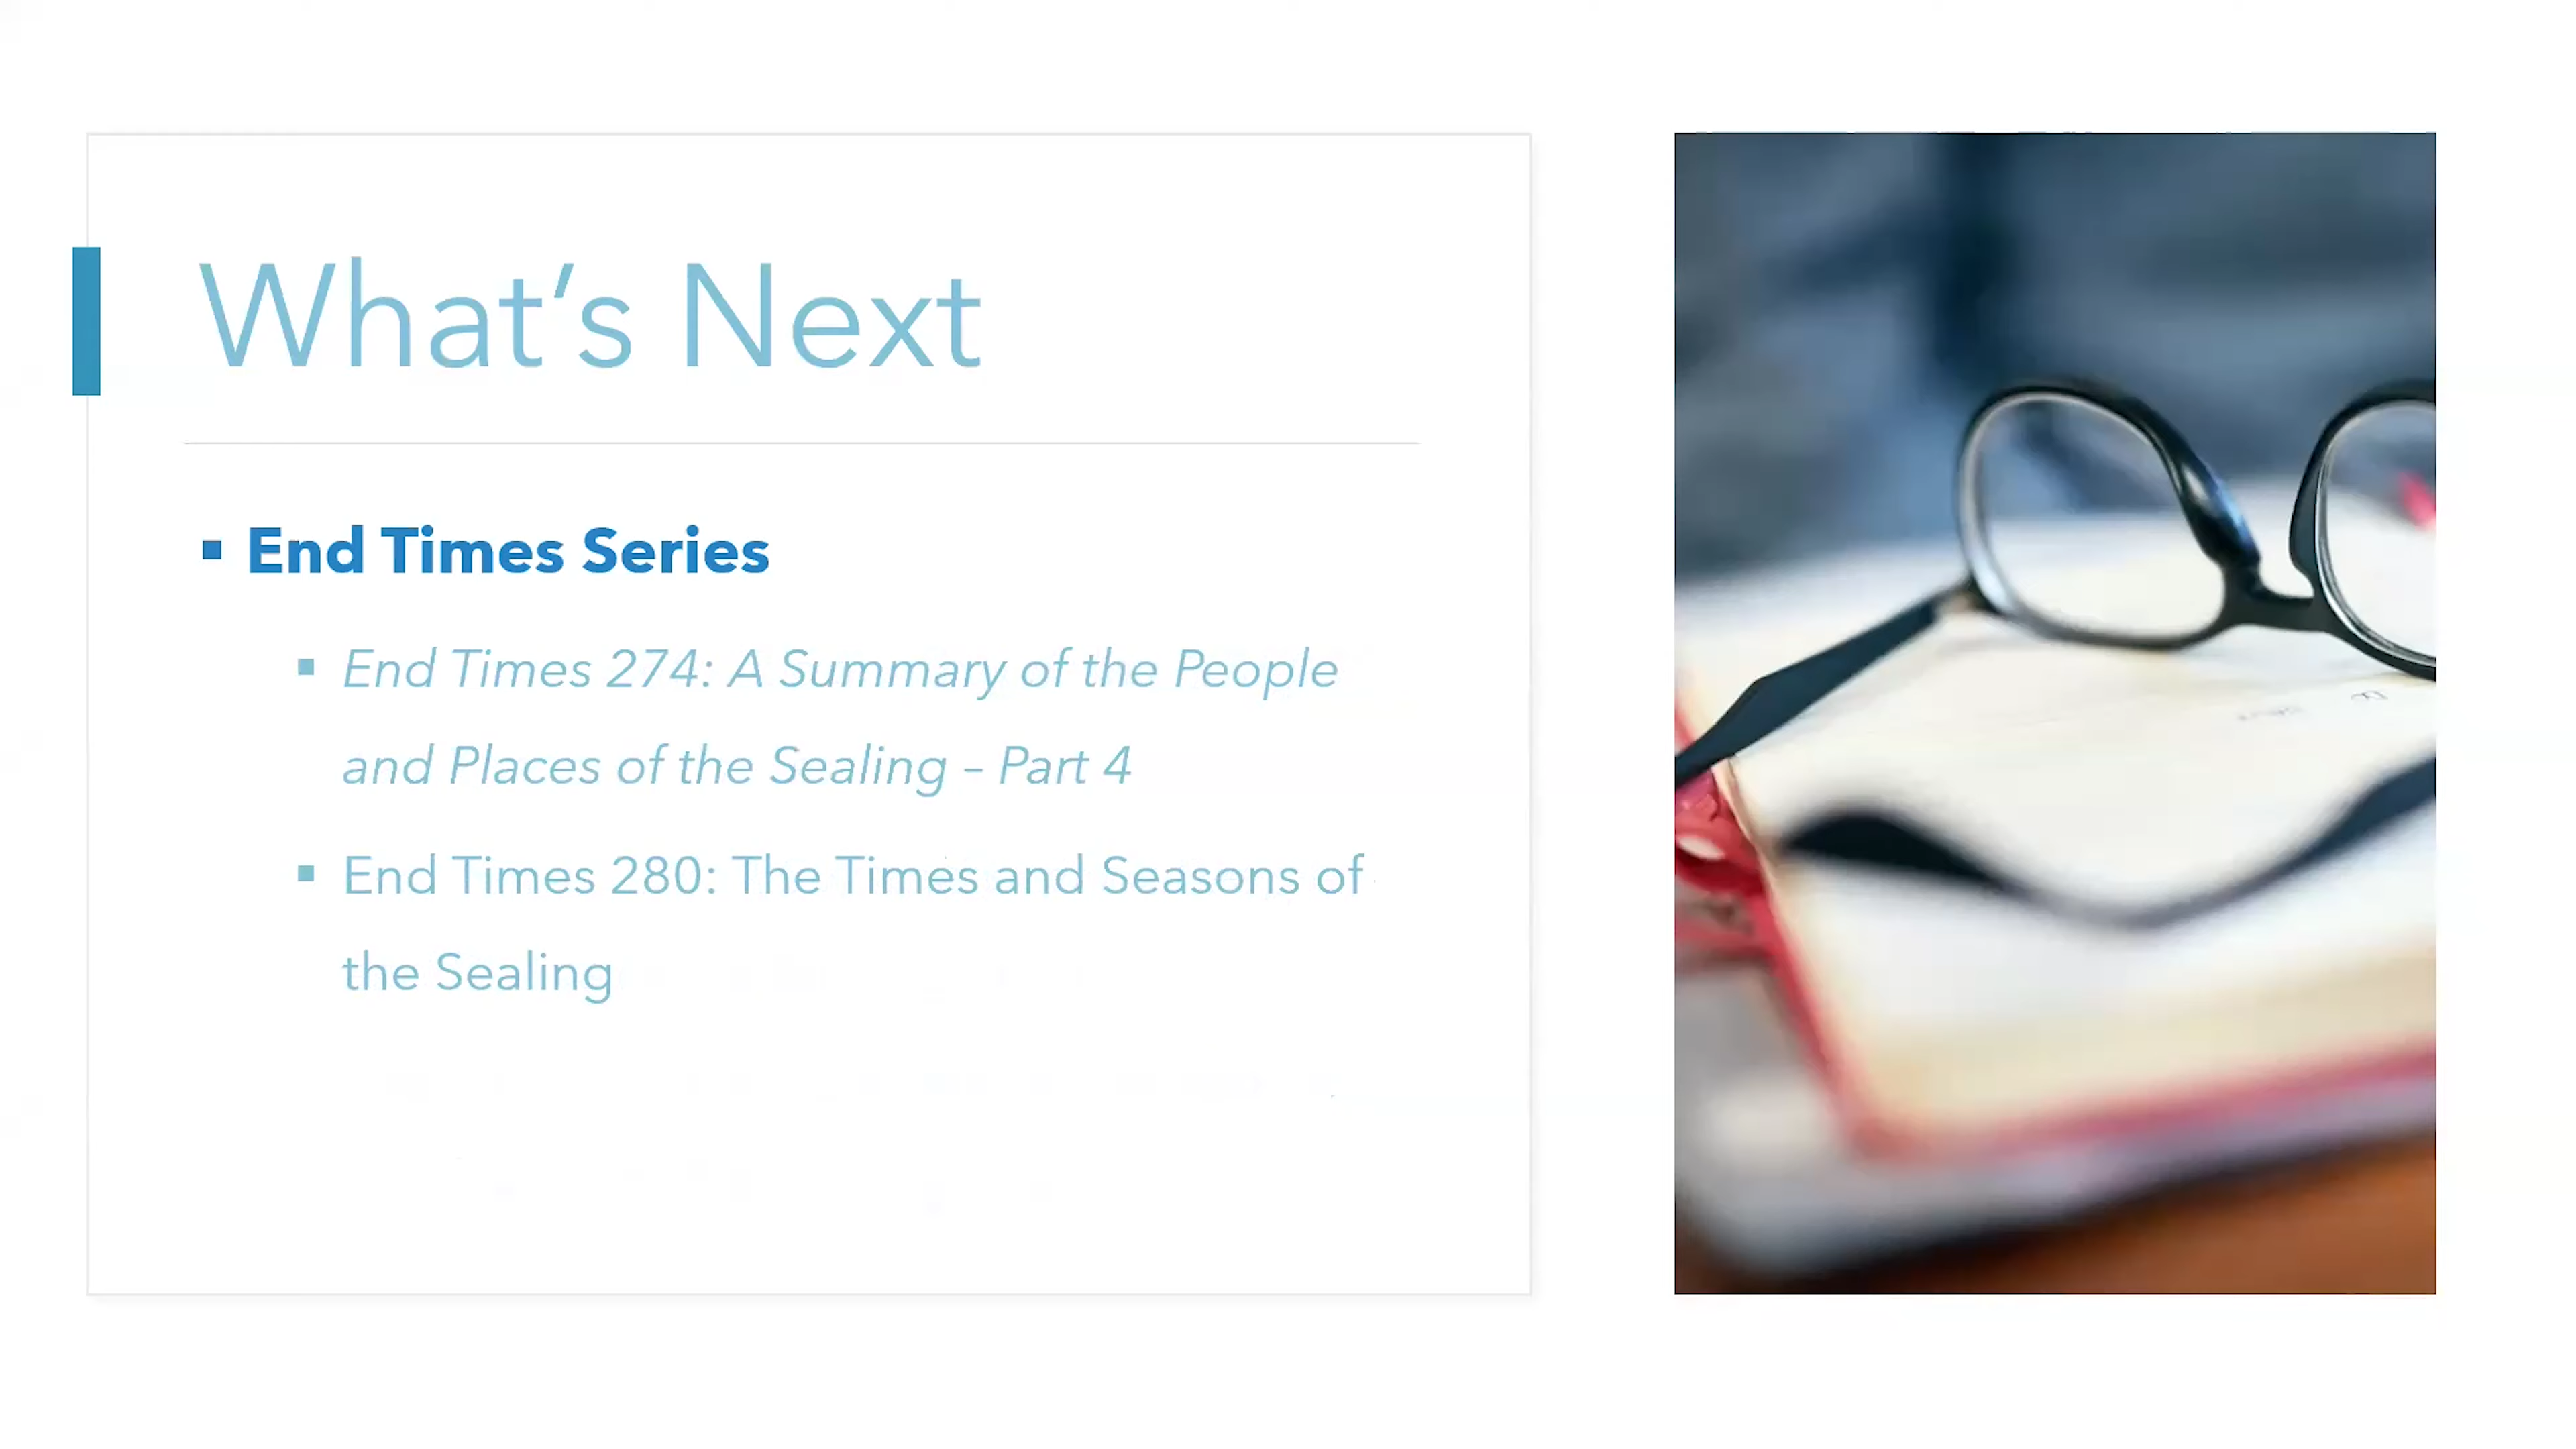 What’s Next
▪ End Times Series
▪ End Times 274: A Summary of the People
and Places of the Sealing – Part 4
▪ End Times 280: The Times and Seasons of
the Sealing